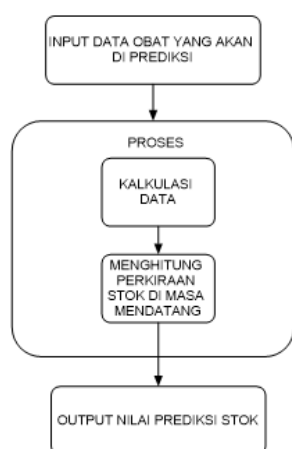 INPUT DATA OBAT YANG AKAN
DI PREDIKSI
PROSES
KALKULASI
DATA
MENGHITUNG
PERKIRAAN
STOK DI MASA
MENDATANG
OUTPUT NILAI PREDIKSI STOK